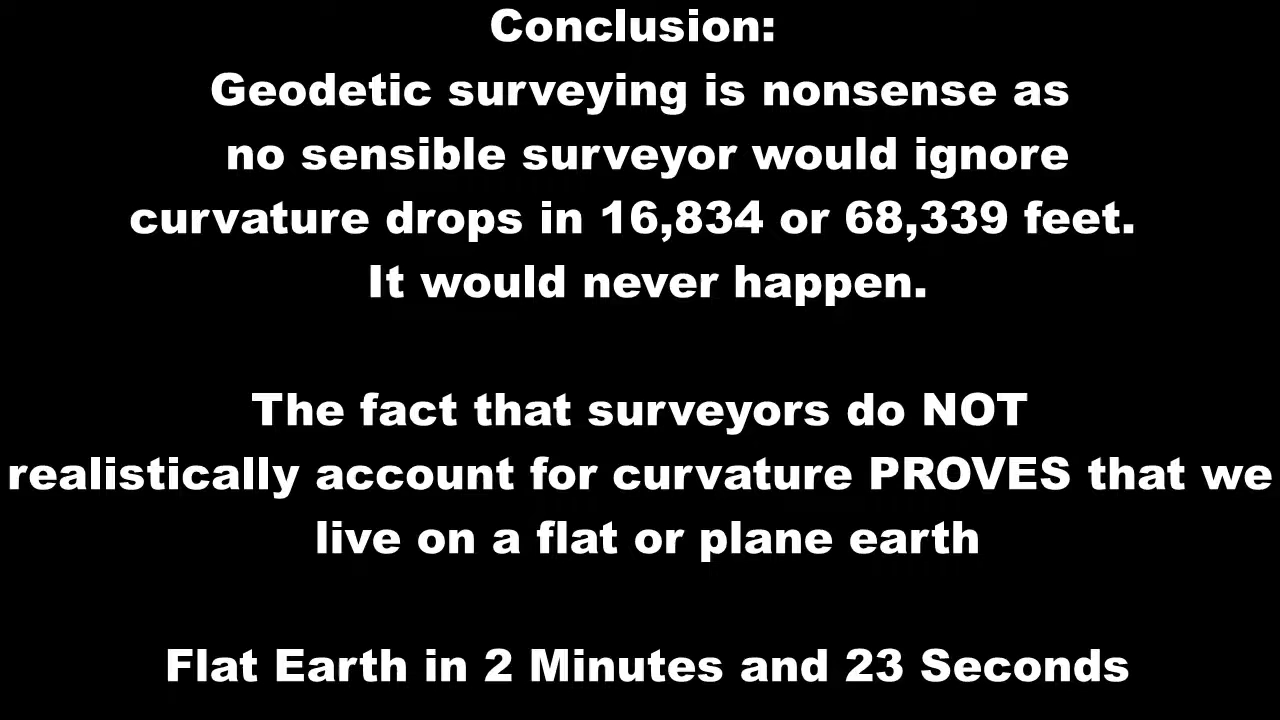 Conclusion:
Geodetic surveying is nonsense as
no sensible surveyor would ignore
curvature drops in 16,834 or 68,339 feet.
It would never happen.
The fact that surveyors do NOT
realistically account for curvature PROVES that we
live on a flat or plane earth
Flat Earth in 2 Minutes and 23 Seconds